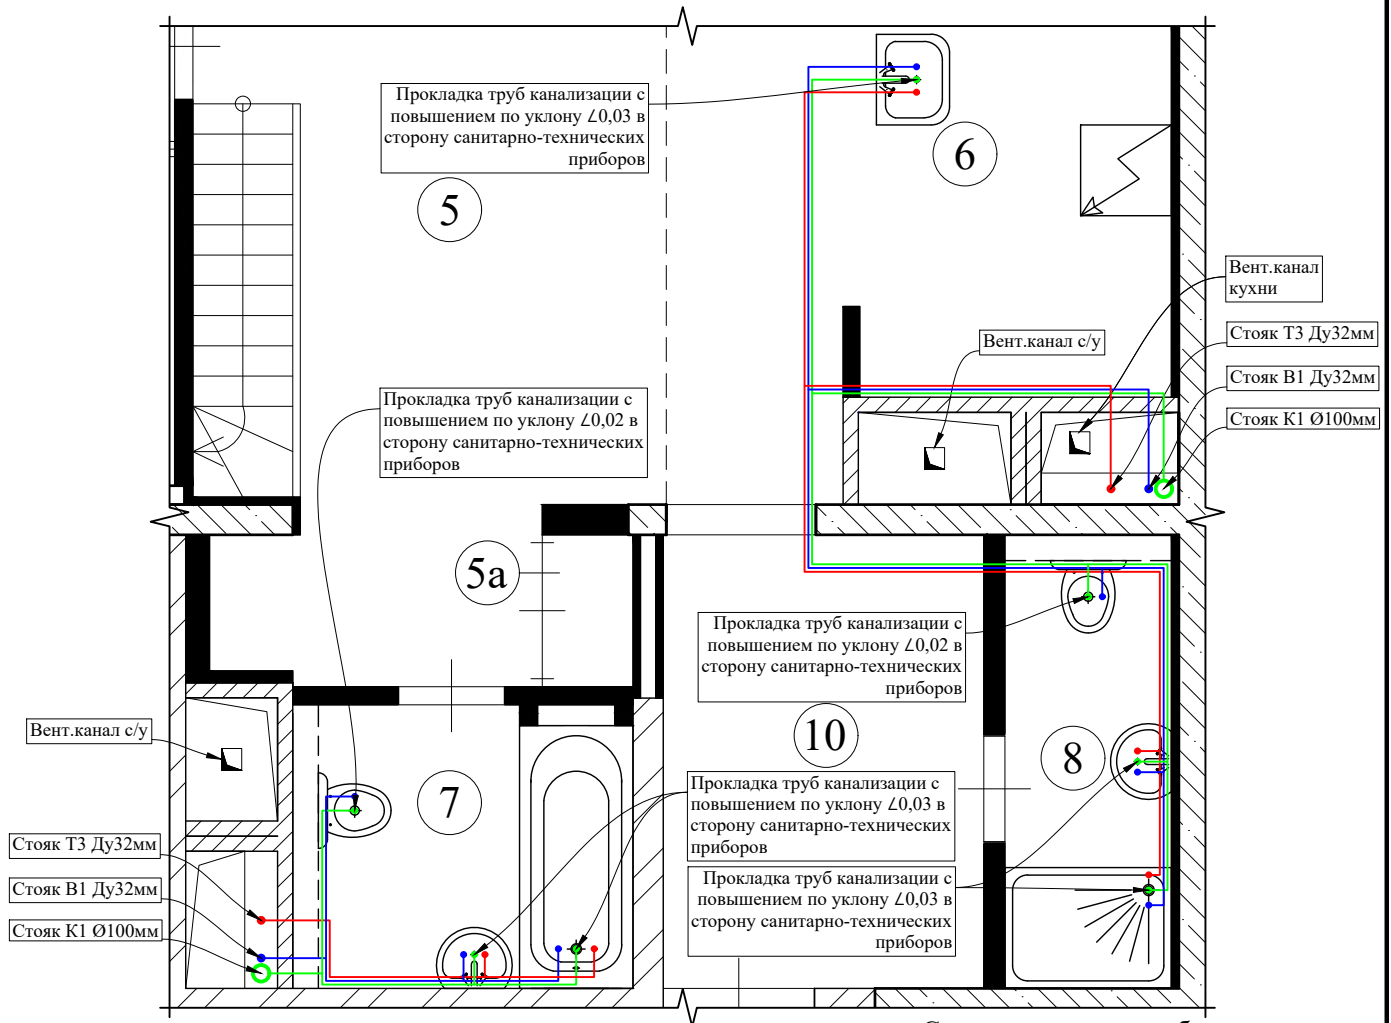 Прокладка труб канализации с
повышением по уклону ∠0,03 в
сторону санитарно-технических
приборов
5
6
Вент.канал
кухни
Вент.канал с/у
Стояк Т3 Ду32мм
Стояк В1 Ду32мм
Стояк К1 Ø100мм
Прокладка труб канализации с
повышением по уклону ∠0,02 в
сторону санитарно-технических
приборов
5а
Прокладка труб канализации с
повышением по уклону ∠0,02 в
сторону санитарно-технических
приборов
Вент.канал с/у
10
8
7
Прокладка труб канализации с
повышением по уклону ∠0,03 в
сторону санитарно-технических
приборов
Стояк Т3 Ду32мм
Стояк В1 Ду32мм
Стояк К1 Ø100мм
Прокладка труб канализации с
повышением по уклону ∠0,03 в
сторону санитарно-технических
приборов